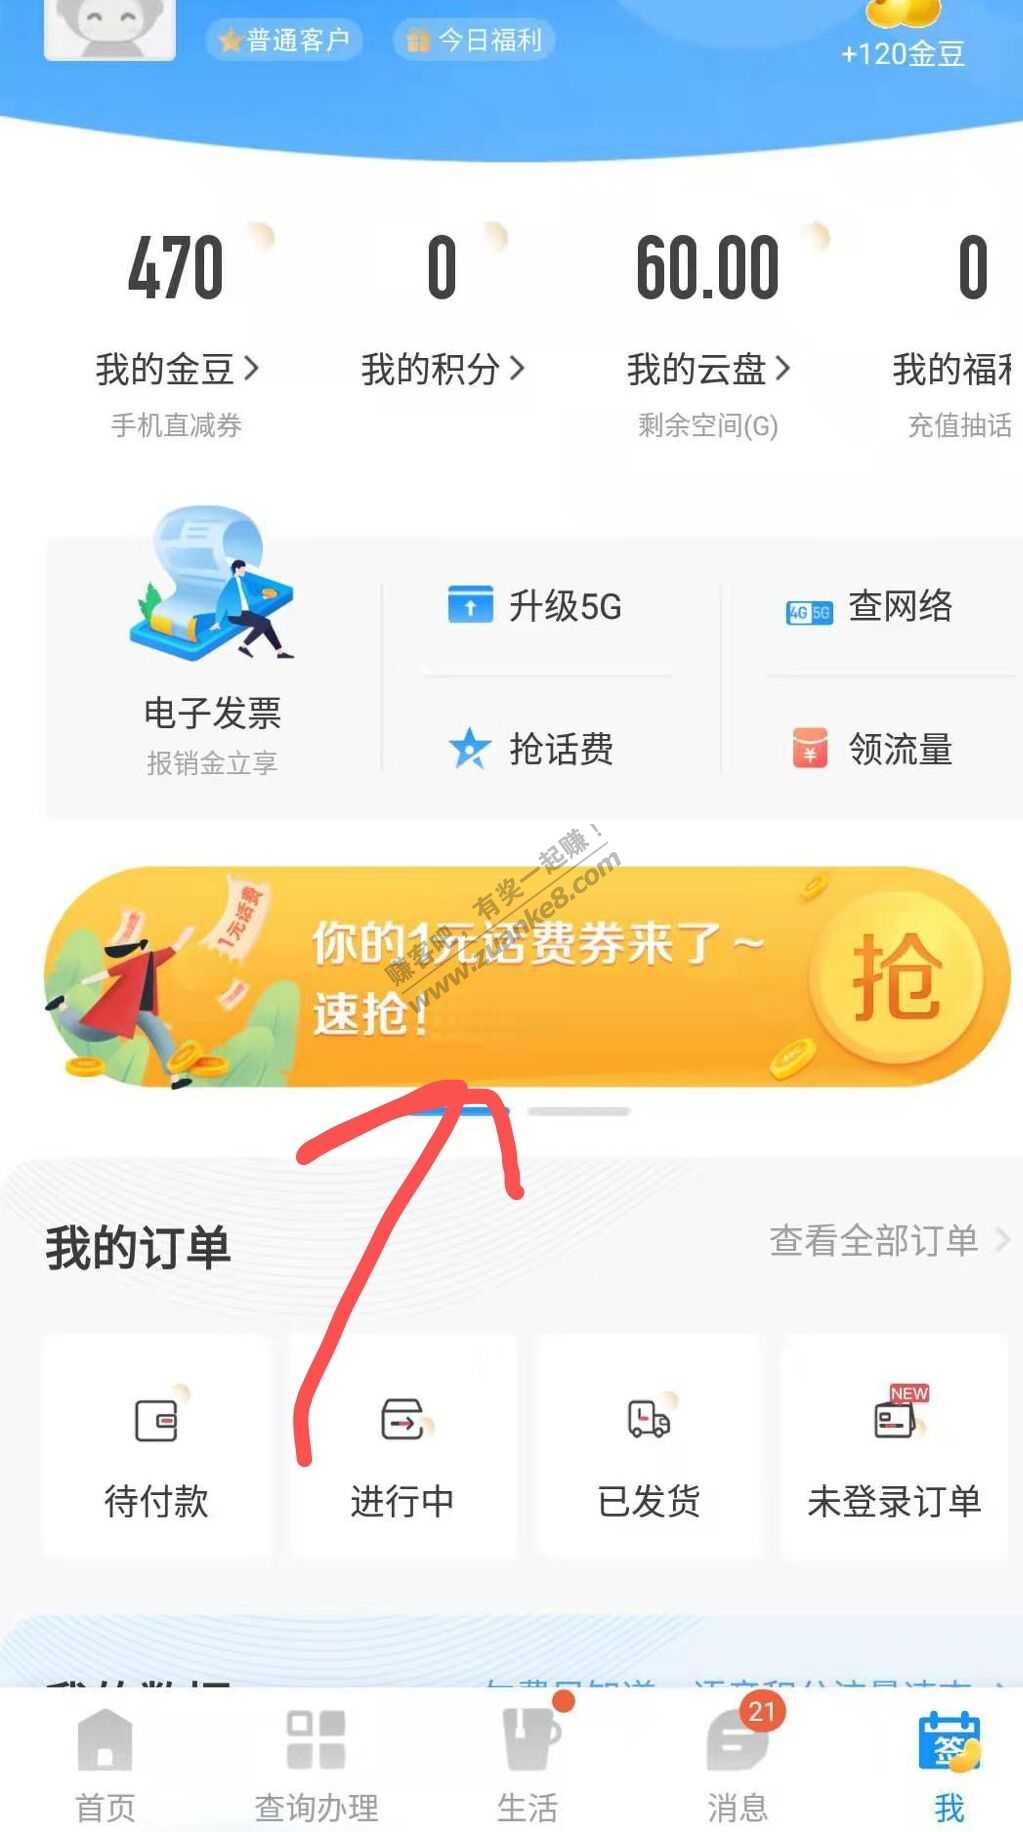 普通客户
今日福利
+120金豆
470
0
60.00
0
我的金豆
我的积分
我的云盘
我的福利
手机直减券
剩余空间(G)
充值抽话
电子发票
报销金立享
升级5G
4G 5G
查网络
抢话费
¥
领流量
1元话费
你的1元话费券来了~
速抢!
抢
赚客吧，有奖一起赚！
www.zuanke8.com
我的订单
查看全部订单
NEW
待付款
进行中
已发货
未登录订单
21
签
首页
查询办理
生活
消息
我